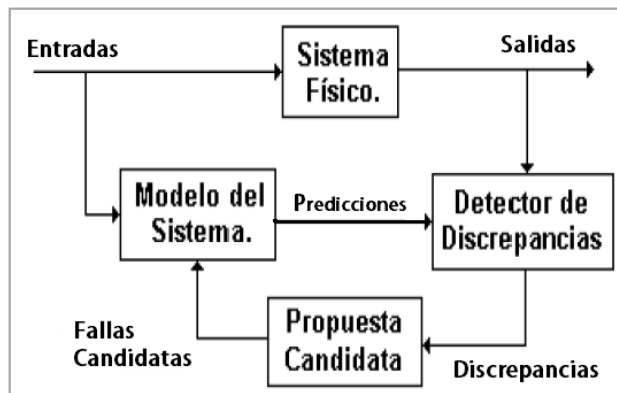 Entradas
Sistema
Físico.
Salidas
Modelo del
Sistema.
Predicciones
Detector de
Discrepancias
Fallas
Candidatas
Propuesta
Candidata
Discrepancias